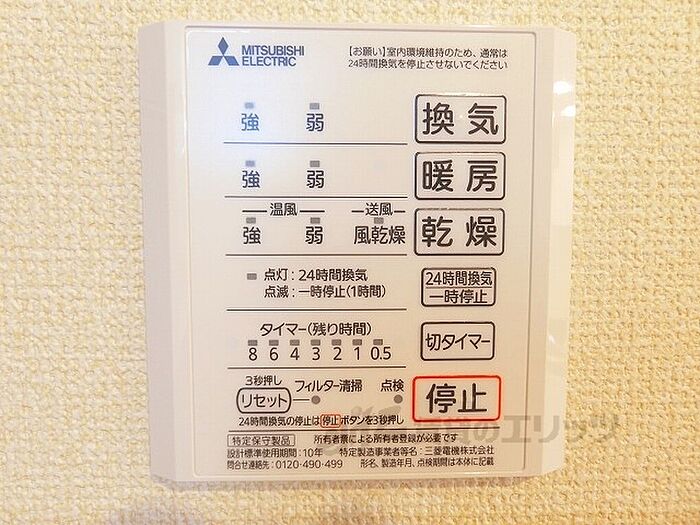 MITSUBISHI ELECTRIC
【お願い】室内環境維持のため、通常は
24時間換気を停止させないでください
強 弱 換気
強 弱 暖房
温風 送風
強 弱 風乾燥 乾燥
点灯：24時間換気
点滅：一時停止(1時間)
24時間換気
一時停止
タイマー(残り時間)
8 6 4 3 2 1 0.5
切タイマー
3秒押し
リセット フィルター清掃 点検
停止
24時間換気の停止は停止ボタンを3秒押し
特定保守製品 所有者票による所有者登録が必要です
設計標準使用期間：10年 特定製造事業者等名：三菱電機株式会社
問合せ連絡先：0120-490-499 形名、製造年月、点検期間は本体に記載
のエリッツ